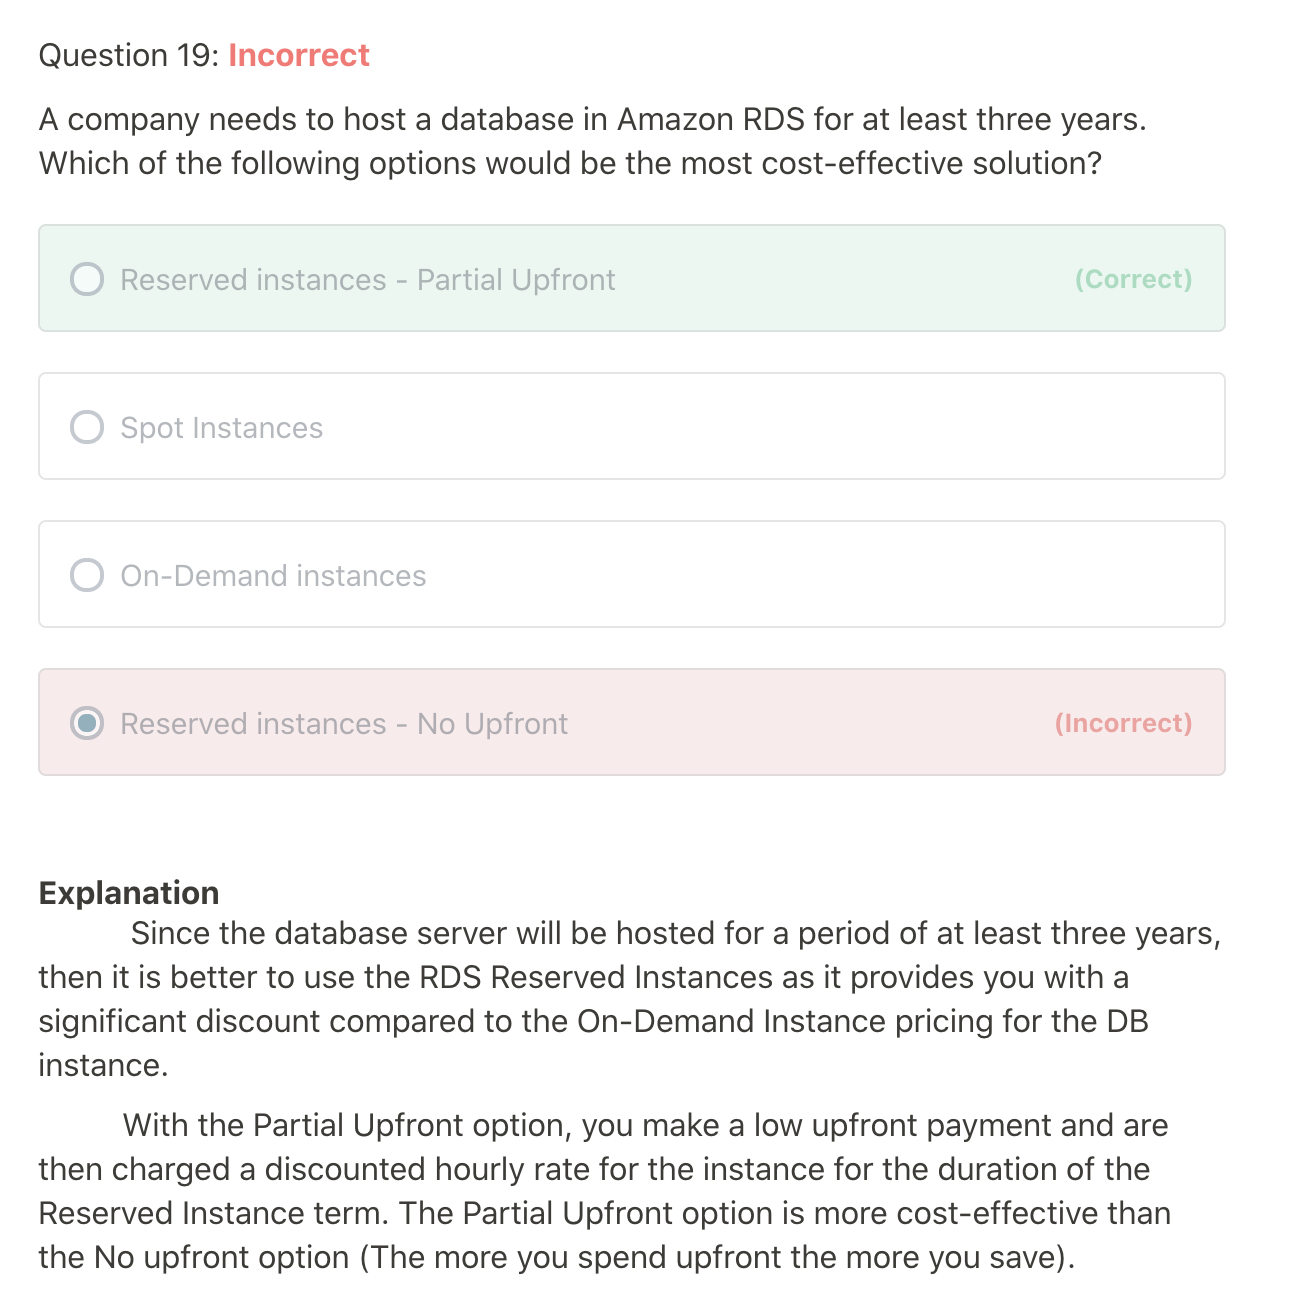 Question 19: Incorrect
A company needs to host a database in Amazon RDS for at least three years.
Which of the following options would be the most cost-effective solution?
Reserved instances - Partial Upfront (Correct)
Spot Instances
On-Demand instances
Reserved instances - No Upfront (Incorrect)
Explanation
Since the database server will be hosted for a period of at least three years,
then it is better to use the RDS Reserved Instances as it provides you with a
significant discount compared to the On-Demand Instance pricing for the DB
instance.
With the Partial Upfront option, you make a low upfront payment and are
then charged a discounted hourly rate for the instance for the duration of the
Reserved Instance term. The Partial Upfront option is more cost-effective than
the No upfront option (The more you spend upfront the more you save).